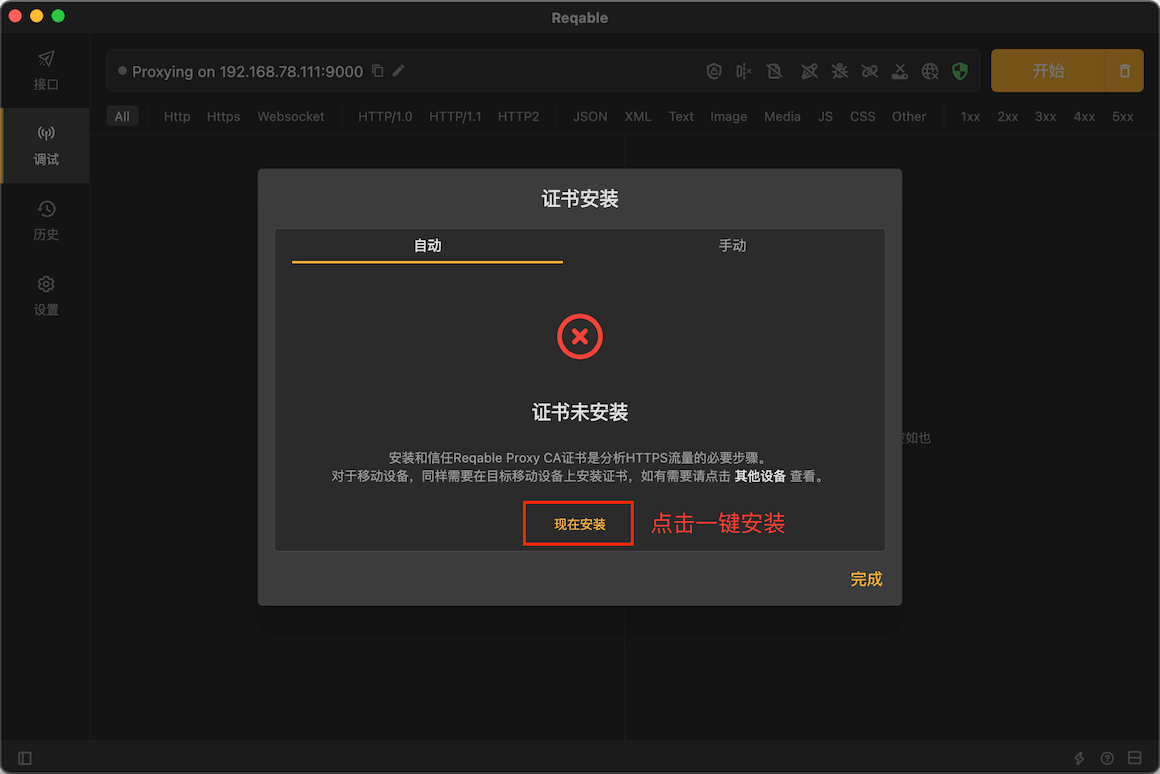 Reqable
接口
Proxying on 192.168.78.111:9000
开始
All Http Https Websocket HTTP/1.0 HTTP/1.1 HTTP2 JSON XML Text Image Media JS CSS Other 1xx 2xx 3xx 4xx 5xx
调试
历史
设置
证书安装
自动 手动
证书未安装
如也
安装和信任Reqable Proxy CA证书是分析HTTPS流量的必要步骤。
对于移动设备，同样需要在目标移动设备上安装证书，如有需要请点击 其他设备 查看。
现在安装 点击一键安装
完成